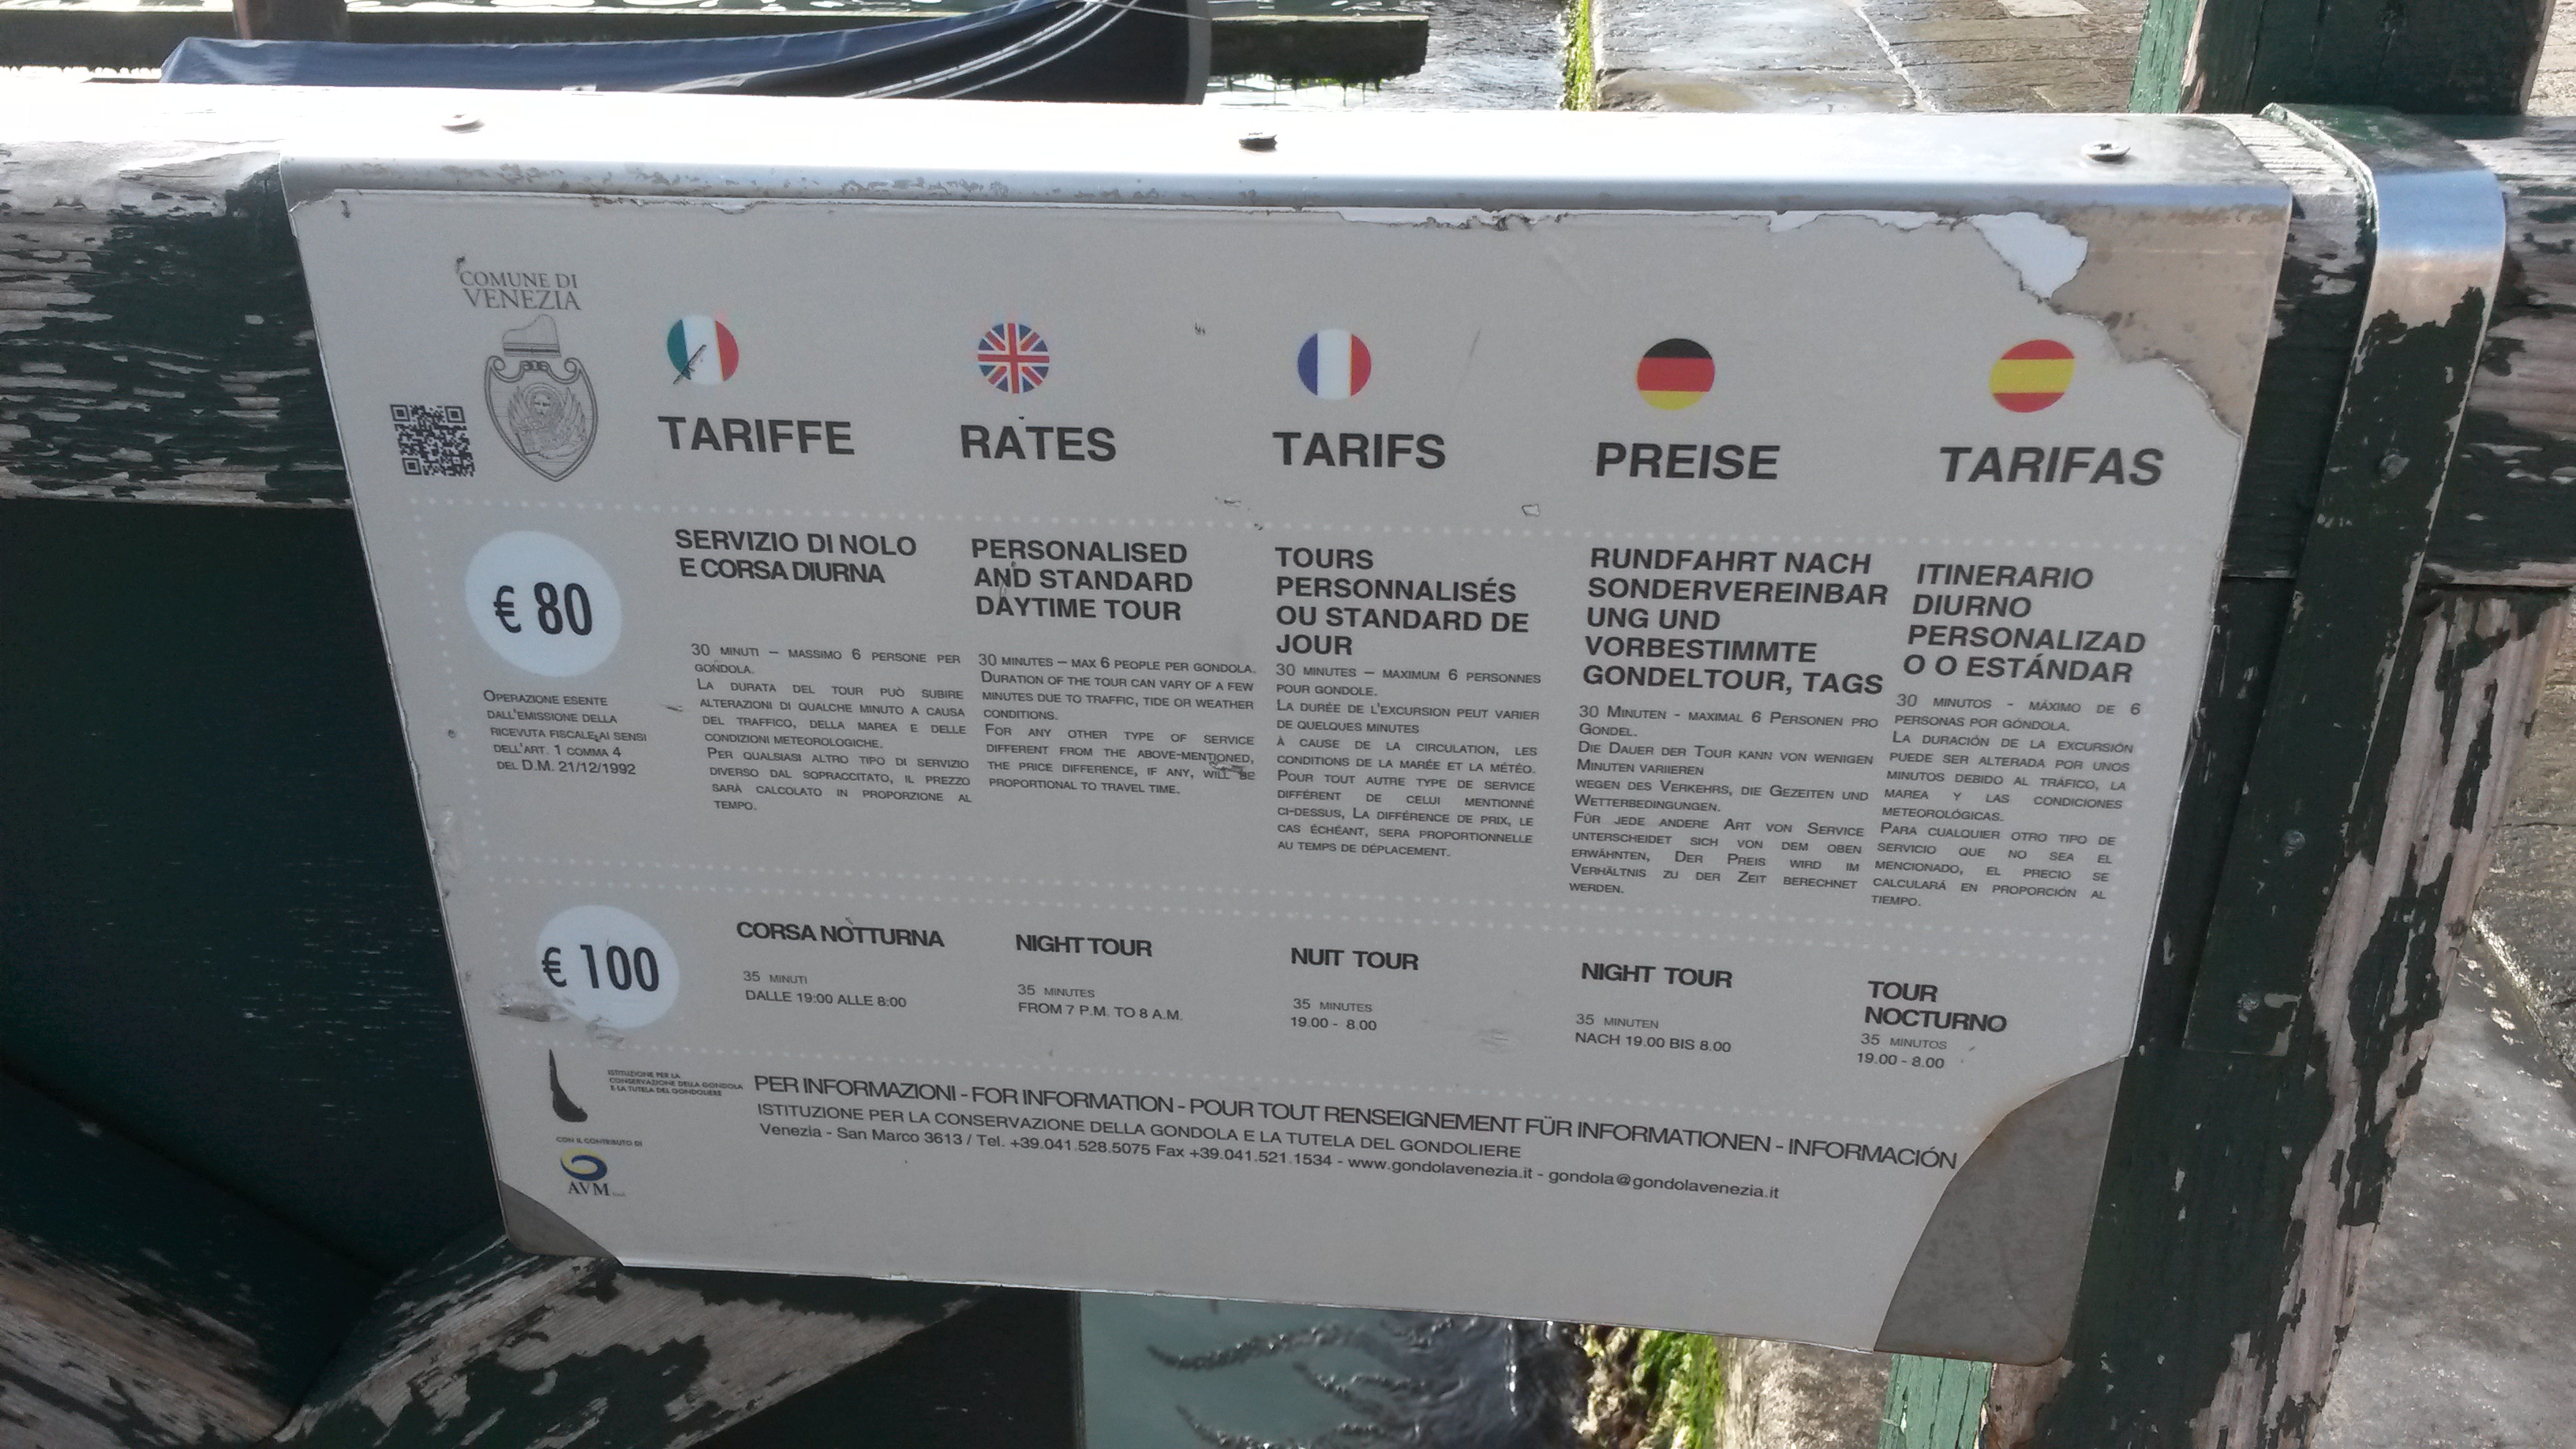 COMUNE DI
VENEZIA
TARIFFE
RATES
TARIFS
PREISE
TARIFAS
€ 80
OPERAZIONE ESENTE
DALL'EMISSIONE DELLA
RICEVUTA FISCALE AI SENSI
DELL'ART. 1 COMMA 4
DEL D.M. 21/12/1992
SERVIZIO DI NOLO
E CORSA DIURNA
30 MINUTI – MASSIMO 6 PERSONE PER
GONDOLA.
LA DURATA DEL TOUR PUÒ SUBIRE
ALTERAZIONI DI QUALCHE MINUTO A CAUSA
DEL TRAFFICO, DELLA MAREA E DELLE
CONDIZIONI METEOROLOGICHE.
PER QUALSIASI ALTRO TIPO DI SERVIZIO
DIVERSO DAL SOPRACCITATO, IL PREZZO
SARÀ CALCOLATO IN PROPORZIONE AL
TEMPO.
PERSONALISED
AND STANDARD
DAYTIME TOUR
30 MINUTES – MAX 6 PEOPLE PER GONDOLA.
DURATION OF THE TOUR CAN VARY OF A FEW
MINUTES DUE TO TRAFFIC, TIDE OR WEATHER
CONDITIONS.
FOR ANY OTHER TYPE OF SERVICE
DIFFERENT FROM THE ABOVE-MENTIONED,
THE PRICE DIFFERENCE, IF ANY, WILL BE
PROPORTIONAL TO TRAVEL TIME.
TOURS
PERSONNALISÉS
OU STANDARD DE
JOUR
30 MINUTES – MAXIMUM 6 PERSONNES
POUR GONDOLE.
LA DURÉE DE L'EXCURSION PEUT VARIER
DE QUELQUES MINUTES
À CAUSE DE LA CIRCULATION, LES
CONDITIONS DE LA MARÉE ET LA MÉTÉO.
POUR TOUT AUTRE TYPE DE SERVICE
DIFFÉRENT DE CELUI MENTIONNÉ
CI-DESSUS, LA DIFFÉRENCE DE PRIX, LE
CAS ÉCHÉANT, SERA PROPORTIONNELLE
AU TEMPS DE DÉPLACEMENT.
RUNDFAHRT NACH
SONDERVEREINBAR
UNG UND
VORBESTIMMTE
GONDELTOUR, TAGS
30 MINUTEN - MAXIMAL 6 PERSONEN PRO
GONDEL.
DIE DAUER DER TOUR KANN VON WENIGEN
MINUTEN VARIIEREN
WEGEN DES VERKEHRS, DIE GEZEITEN UND
WETTERBEDINGUNGEN.
FÜR JEDE ANDERE ART VON SERVICE
UNTERSCHEIDET SICH VON DEM OBEN
ERWÄHNTEN, DER PREIS WIRD IM
VERHÄLTNIS ZU DER ZEIT BERECHNET
WERDEN.
ITINERARIO
DIURNO
PERSONALIZAD
O O ESTÁNDAR
30 MINUTOS - MÁXIMO DE 6
PERSONAS POR GÓNDOLA.
LA DURACIÓN DE LA EXCURSIÓN
PUEDE SER ALTERADA POR UNOS
MINUTOS DEBIDO AL TRÁFICO, LA
MAREA Y LAS CONDICIONES
METEOROLÓGICAS.
PARA CUALQUIER OTRO TIPO DE
SERVICIO QUE NO SEA EL
MENCIONADO, EL PRECIO SE
CALCULARÁ EN PROPORCIÓN AL
TIEMPO.
€ 100
CORSA NOTTURNA
35 MINUTI
DALLE 19:00 ALLE 8:00
NIGHT TOUR
35 MINUTES
FROM 7 P.M. TO 8 A.M.
NUIT TOUR
35 MINUTES
19.00 - 8.00
NIGHT TOUR
35 MINUTEN
NACH 19.00 BIS 8.00
TOUR
NOCTURNO
35 MINUTOS
19.00 - 8.00
ISTITUZIONE PER LA
CONSERVAZIONE DELLA GONDOLA
E LA TUTELA DEL GONDOLIERE
CON IL CONTRIBUTO DI
AVM
PER INFORMAZIONI - FOR INFORMATION - POUR TOUT RENSEIGNEMENT FÜR INFORMATIONEN - INFORMACIÓN
ISTITUZIONE PER LA CONSERVAZIONE DELLA GONDOLA E LA TUTELA DEL GONDOLIERE
Venezia - San Marco 3613 / Tel. +39.041.528.5075 Fax +39.041.521.1534 - www.gondolavenezia.it - gondola@gondolavenezia.it